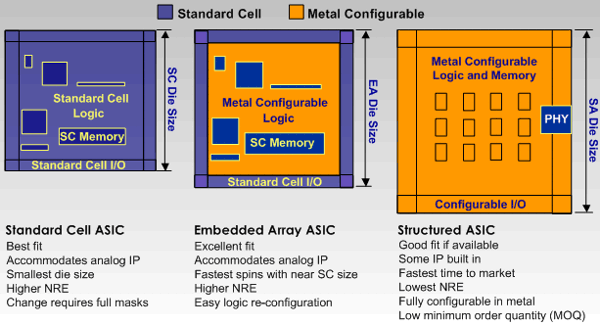 Standard Cell Metal Configurable
Standard Cell
Logic
SC Memory
Standard Cell I/O
SC Die Size
Metal Configurable
Logic
SC Memory
Standard Cell I/O
EA Die Size
Metal Configurable
Logic and Memory
PHY
Configurable I/O
SA Die Size
Standard Cell ASIC
Best fit
Accommodates analog IP
Smallest die size
Higher NRE
Change requires full masks
Embedded Array ASIC
Excellent fit
Accommodates analog IP
Fastest spins with near SC size
Higher NRE
Easy logic re-configuration
Structured ASIC
Good fit if available
Some IP built in
Fastest time to market
Lowest NRE
Fully configurable in metal
Low minimum order quantity (MOQ)